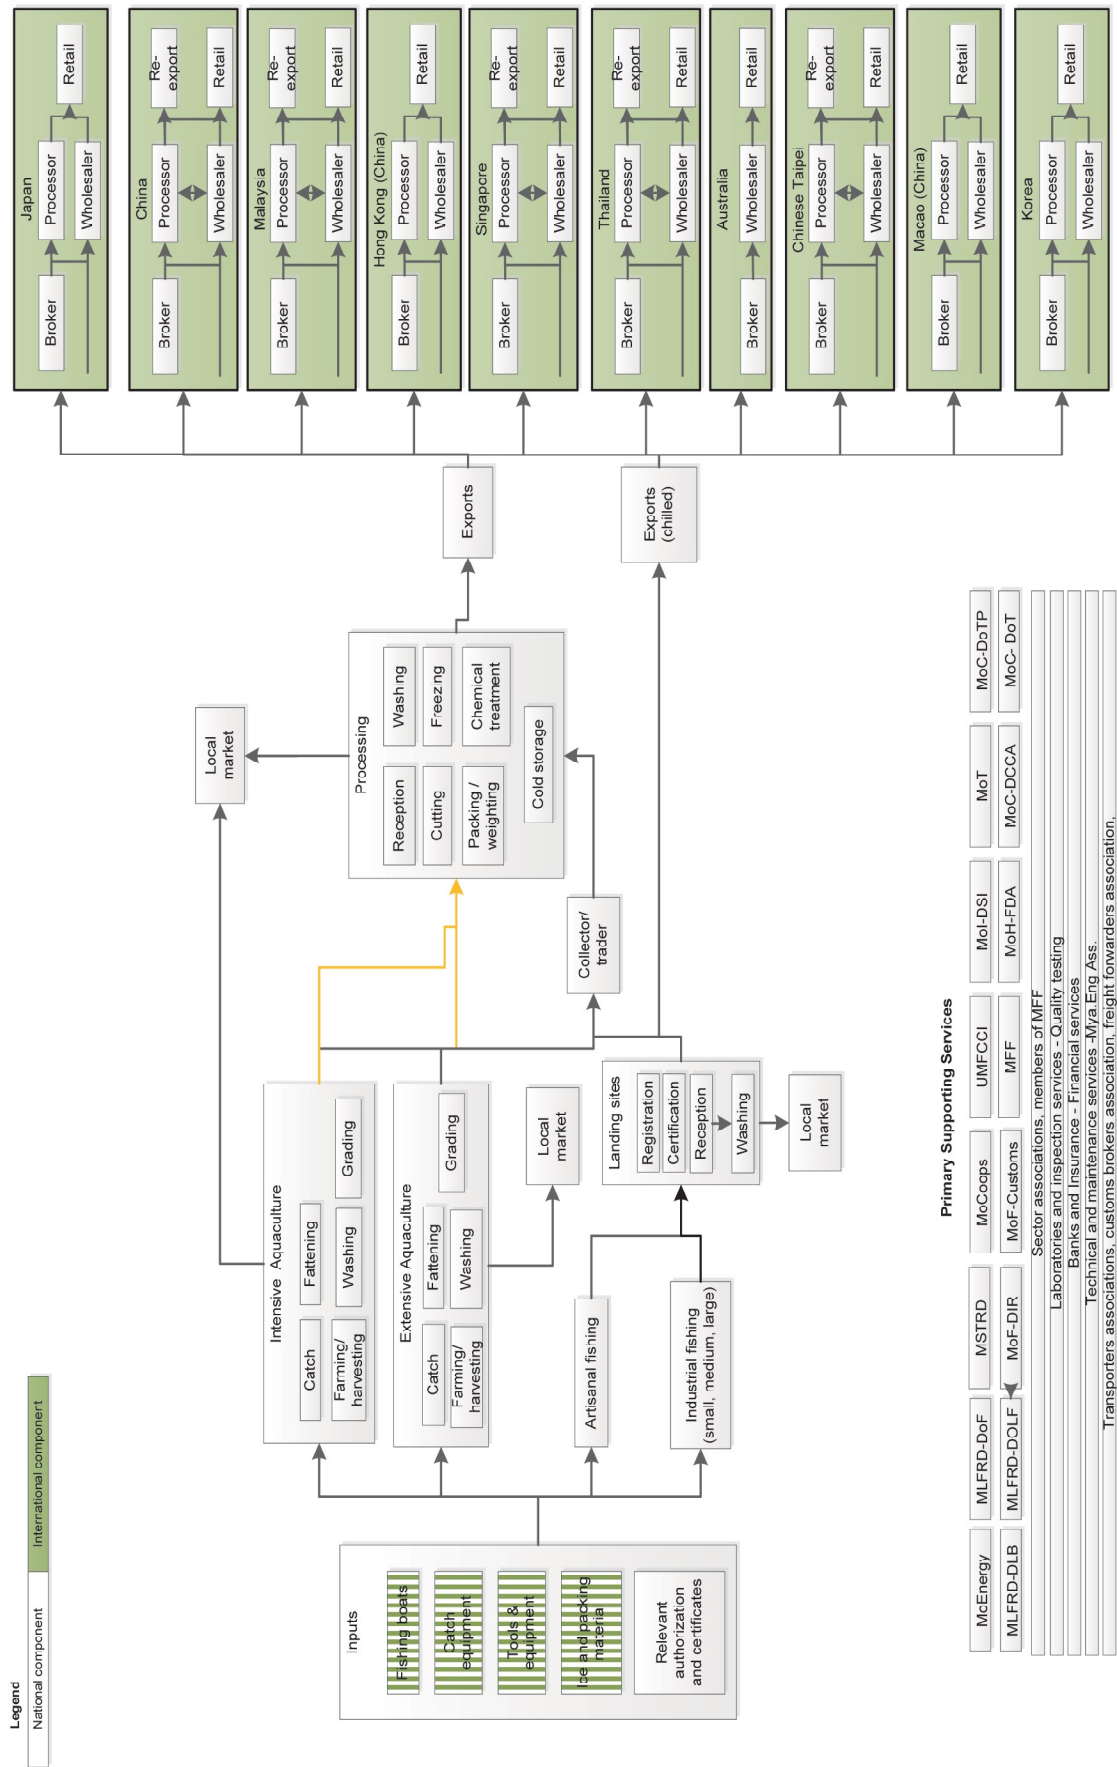 Legend
National component
International component
Inputs
Fishing boats
Catch
equipment
Tools &
equipment
Ice and packing
materia
Relevant
authorization
and certificates
Intensive Aquaculture
Catch
Fattening
Farming/
harvesting
Washing
Grading
Extensive Aquaculture
Catch
Fattening
Farming/
harvesting
Washing
Grading
Artisanal fishing
Industrial fishing
(small, medium, large)
Local
market
Landing sites
Registration
Certification
Reception
Washing
Local
market
Collector/
trader
Local
market
Processing
Reception
Washing
Cutting
Freezing
Packing /
weighting
Chemical
treatment
Cold storage
Exports
Exports
(chilled)
Japan
Broker
Processor
Wholesaler
Retail
China
Broker
Processor
Wholesaler
Re-
export
Retail
Malaysia
Broker
Processor
Wholesaler
Re-
export
Retail
Hong Kong (China)
Broker
Processor
Wholesaler
Retail
Singapore
Broker
Processor
Wholesaler
Re-
export
Retail
Thailand
Broker
Processor
Wholesaler
Re-
export
Retail
Australia
Broker
Wholesaler
Retail
Chinese Taipei
Broker
Processor
Wholesaler
Re-
export
Retail
Macao (China)
Broker
Processor
Wholesaler
Retail
Korea
Broker
Processor
Wholesaler
Retail
Primary Supporting Services
McEnergy
MLFRD-DoF
MSTRD
MoCoops
UMFCCI
MoI-DSI
MoT
MoC-DoTP
MLFRD-DLB
MLFRD-DOLF
MoF-DIR
MoF-Customs
MFF
MoH-FDA
MoC-DCCA
MoC- DoT
Sector associations, members of MFF
Laboratories and inspection services - Quality testing
Banks and Insurance - Financial services
Technical and maintenance services -Mya.Eng Ass.
Transporters associations, customs brokers association, freight forwarders association,